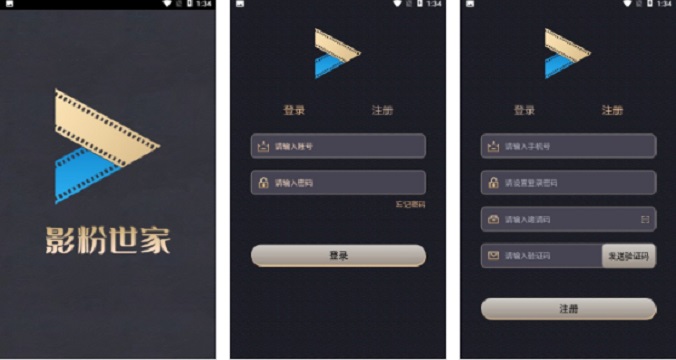 1:34
影粉世家
1:34
登录 注册
请输入账号
请输入密码
忘记密码
登录
1:34
登录 注册
请输入手机号
请设置登录密码
请输入邀请码
请输入验证码 发送验证码
注册